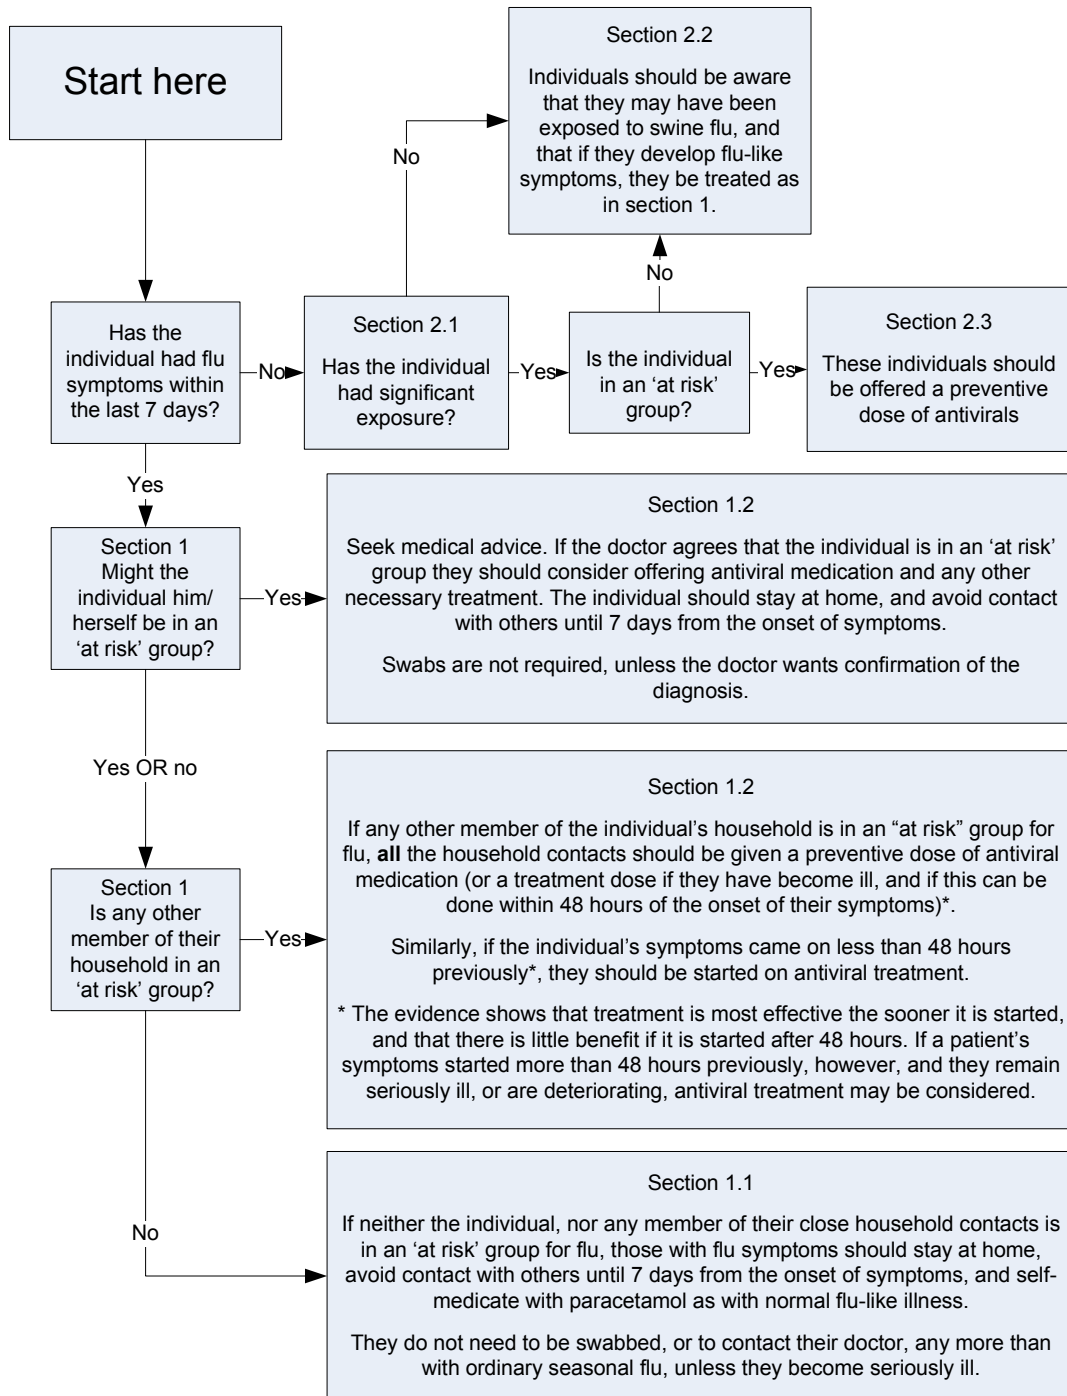 Start here
Section 2.2
Individuals should be aware
that they may have been
exposed to swine flu, and
that if they develop flu-like
symptoms, they be treated as
in section 1.
No
No
Has the
individual had flu
symptoms within
the last 7 days?
No
Section 2.1
Has the individual
had significant
exposure?
Yes
Is the individual
in an ‘at risk’
group?
Yes
Section 2.3
These individuals should
be offered a preventive
dose of antivirals
Yes
Section 1
Might the
individual him/
herself be in an
‘at risk’ group?
Yes
Section 1.2
Seek medical advice. If the doctor agrees that the individual is in an ‘at risk’
group they should consider offering antiviral medication and any other
necessary treatment. The individual should stay at home, and avoid contact
with others until 7 days from the onset of symptoms.
Swabs are not required, unless the doctor wants confirmation of the
diagnosis.
Yes OR no
Section 1
Is any other
member of their
household in an
‘at risk’ group?
Yes
Section 1.2
If any other member of the individual’s household is in an “at risk” group for
flu, all the household contacts should be given a preventive dose of antiviral
medication (or a treatment dose if they have become ill, and if this can be
done within 48 hours of the onset of their symptoms)*.
Similarly, if the individual’s symptoms came on less than 48 hours
previously*, they should be started on antiviral treatment.
* The evidence shows that treatment is most effective the sooner it is started,
and that there is little benefit if it is started after 48 hours. If a patient’s
symptoms started more than 48 hours previously, however, and they remain
seriously ill, or are deteriorating, antiviral treatment may be considered.
No
Section 1.1
If neither the individual, nor any member of their close household contacts is
in an ‘at risk’ group for flu, those with flu symptoms should stay at home,
avoid contact with others until 7 days from the onset of symptoms, and self-
medicate with paracetamol as with normal flu-like illness.
They do not need to be swabbed, or to contact their doctor, any more than
with ordinary seasonal flu, unless they become seriously ill.